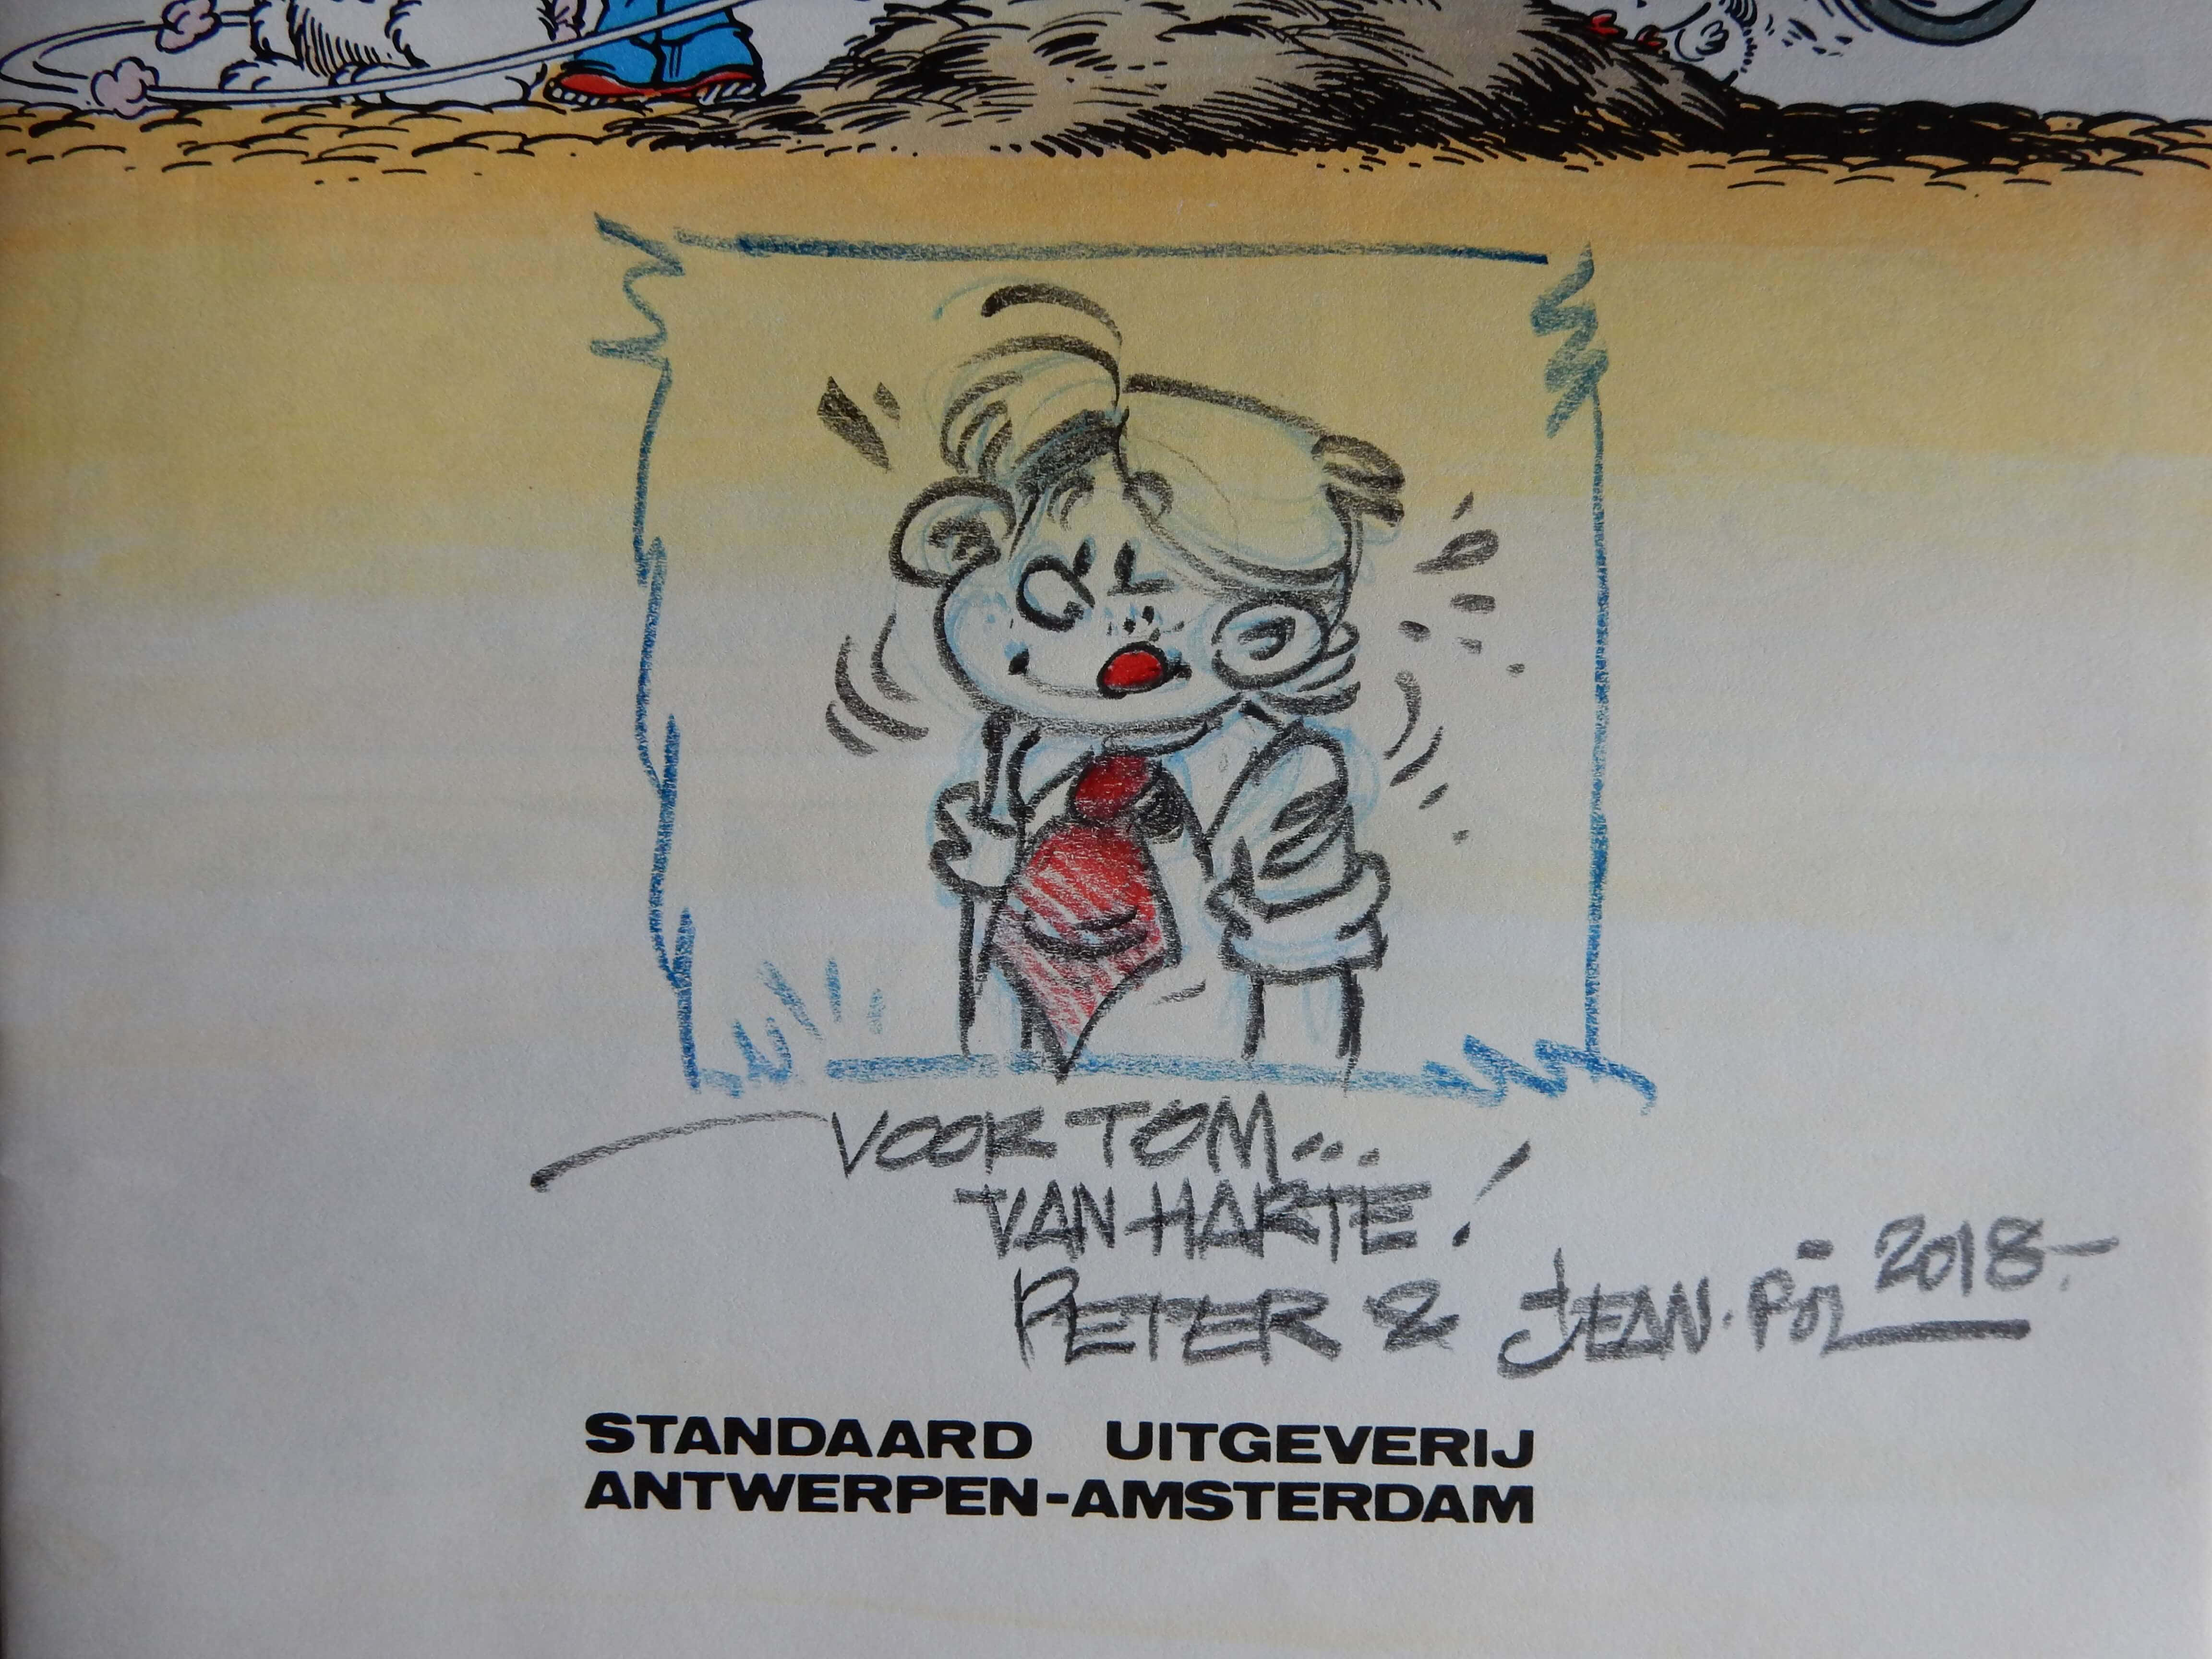 VOOR TOM...
VAN HARTE!
PETER & JEAN-POL 2018.-
STANDAARD UITGEVERIJ
ANTWERPEN-AMSTERDAM